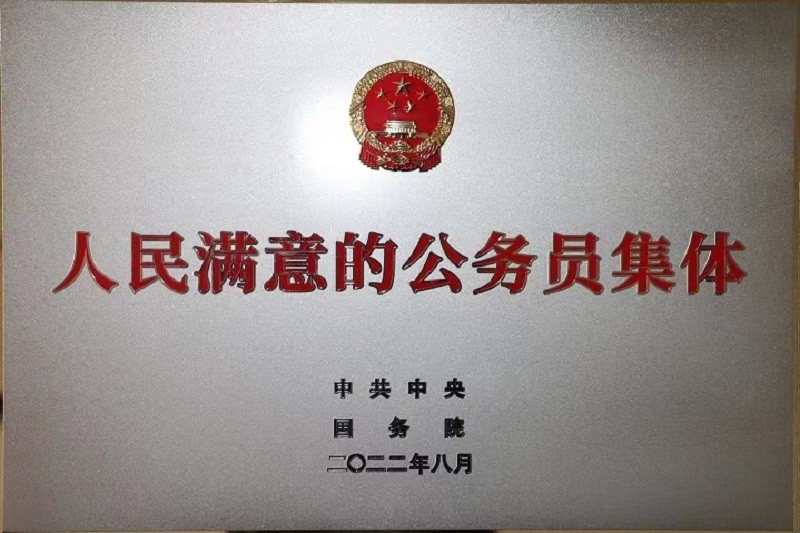 人民满意的公务员集体
中共中央
国务院
二〇二二年八月